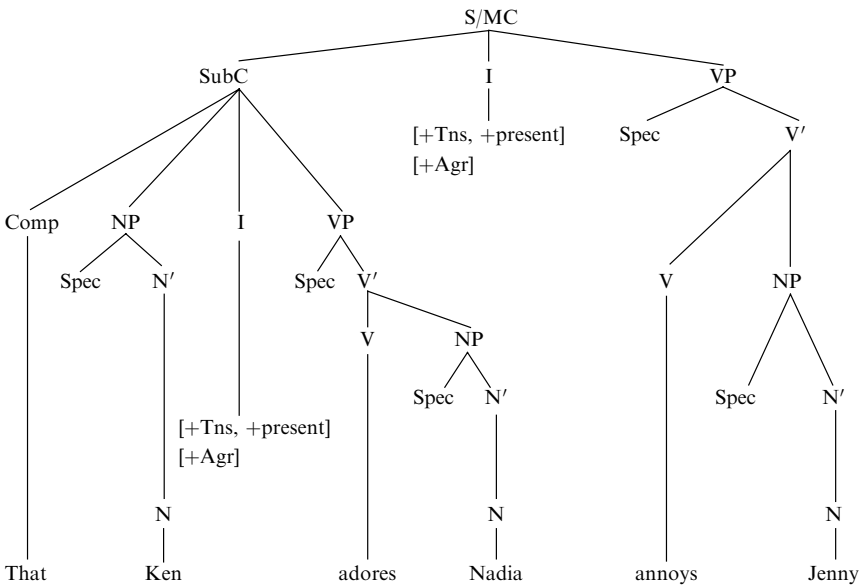 S/MC
SubC I VP
[+Tns, +present] Spec V′
[+Agr]
Comp NP I VP
Spec N′ Spec V′ V NP
V NP
Spec N′ Spec N′
[+Tns, +present]
[+Agr]
N N N
That Ken adores Nadia annoys Jenny